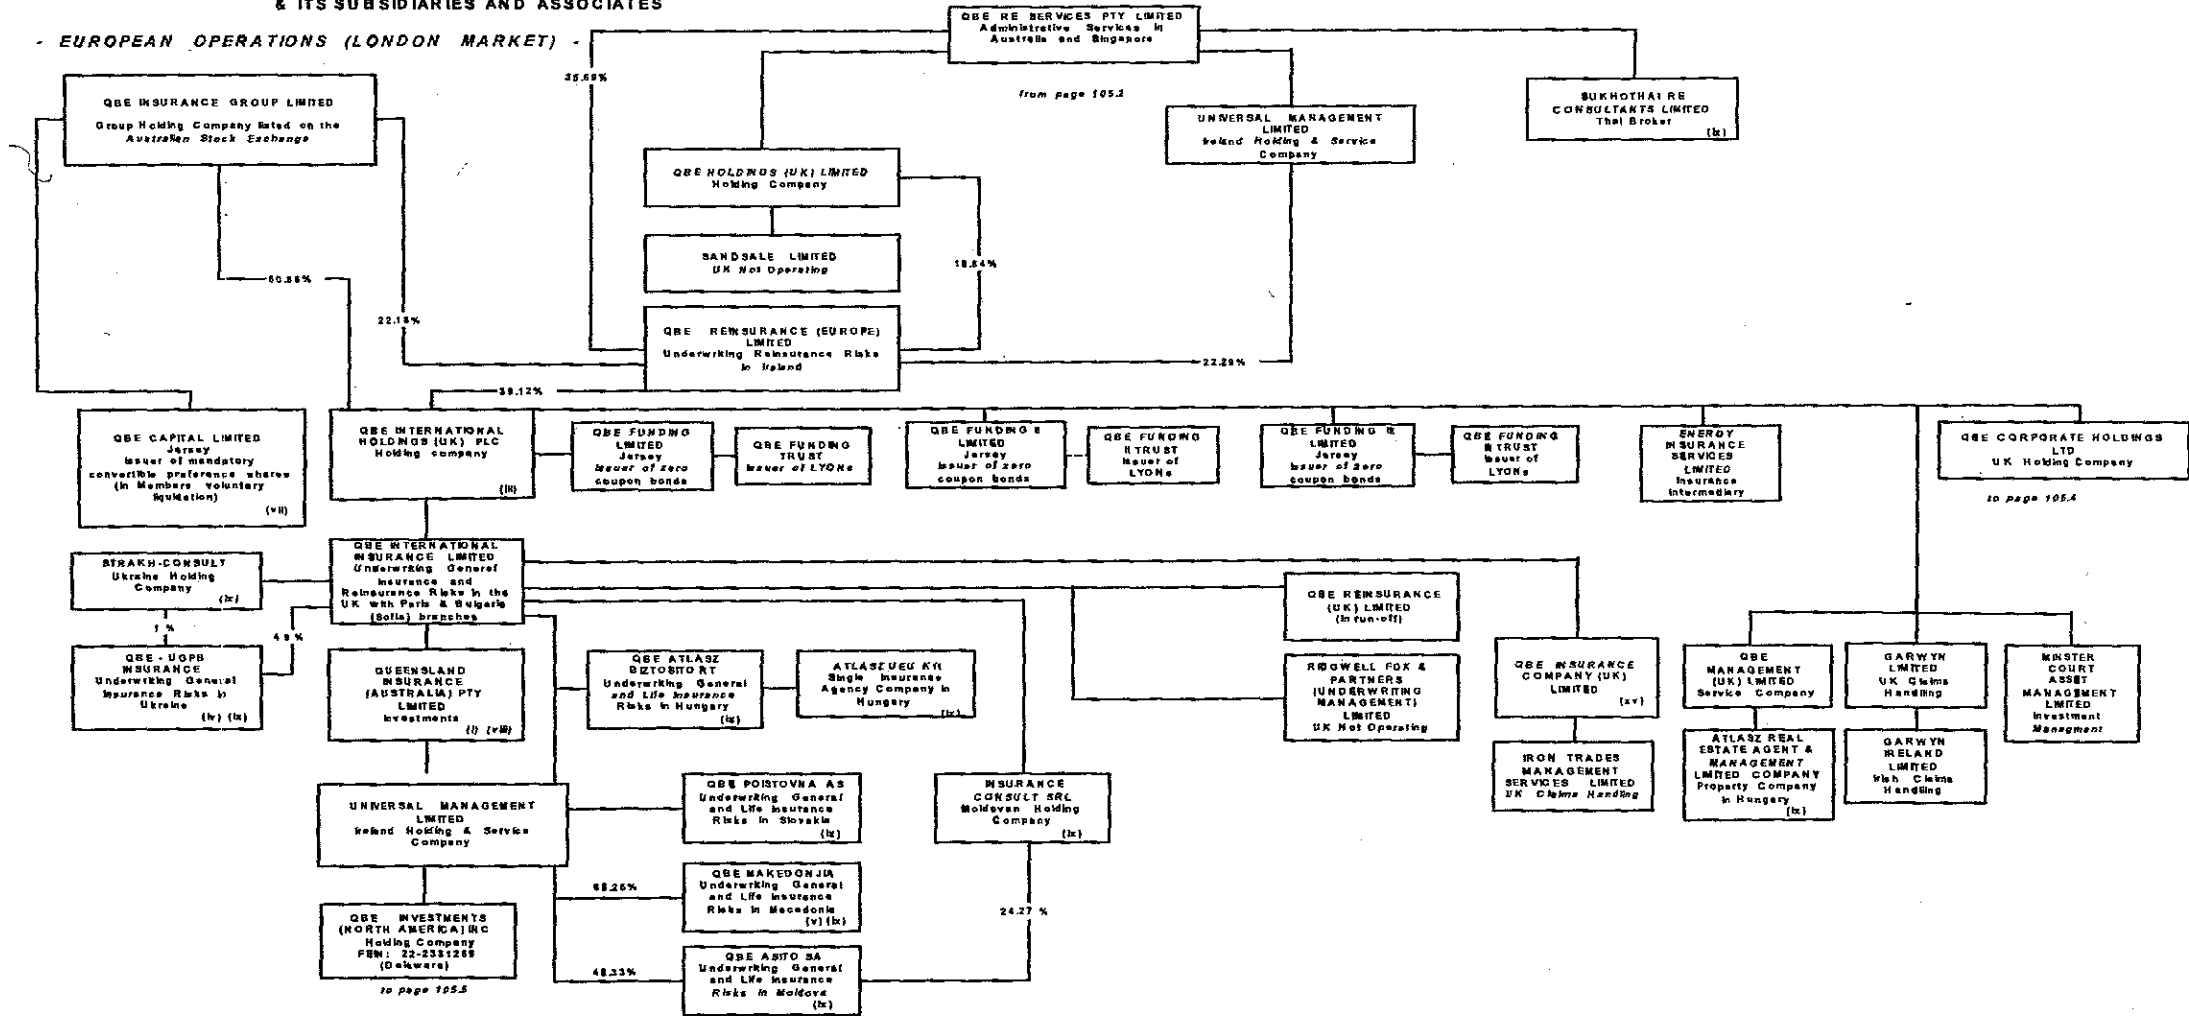 & ITS SUBSIDIARIES AND ASSOCIATES
- EUROPEAN OPERATIONS (LONDON MARKET) -
QBE RE SERVICES PTY LIMITED
Administrative Services in
Australia and Singapore
from page 105.2
QBE INSURANCE GROUP LIMITED
Group Holding Company listed on the
Australian Stock Exchange
SUKHOTHAI RE
CONSULTANTS LIMITED
Thai Broker
(ix)
UNIVERSAL MANAGEMENT
LIMITED
Ireland Holding & Service
Company
QBE HOLDINGS (UK) LIMITED
Holding Company
SANDSALE LIMITED
UK Not Operating
22.18%
QBE REINSURANCE (EUROPE)
LIMITED
Underwriting Reinsurance Risks
in Ireland
22.29%
QBE CAPITAL LIMITED
Jersey
Issuer of mandatory
convertible preference shares
(in Members voluntary
liquidation)
(vii)
QBE INTERNATIONAL
HOLDINGS (UK) PLC
Holding company
(iii)
QBE FUNDING
LIMITED
Jersey
Issuer of zero
coupon bonds
QBE FUNDING
TRUST
Issuer of LYONs
QBE FUNDING II
LIMITED
Jersey
Issuer of zero
coupon bonds
QBE FUNDING
II TRUST
Issuer of
LYONs
QBE FUNDING III
LIMITED
Jersey
Issuer of zero
coupon bonds
QBE FUNDING
III TRUST
Issuer of
LYONs
ENERGY
INSURANCE
SERVICES
LIMITED
Insurance
Intermediary
QBE CORPORATE HOLDINGS
LTD
UK Holding Company
to page 105.4
STRAKH-CONSULT
Ukraine Holding
Company
(ix)
1 %
QBE - UGPB
INSURANCE
Underwriting General
Insurance Risks in
Ukraine
(iv) (ix)
QBE INTERNATIONAL
INSURANCE LIMITED
Underwriting General
Insurance and
Reinsurance Risks in the
UK with Paris & Bulgaria
(Sofia) branches
QUEENSLAND
INSURANCE
(AUSTRALIA) PTY
LIMITED
Investments
(i) (viii)
QBE ATLASZ
BIZTOSITO RT
Underwriting General
and Life Insurance
Risks in Hungary
(ix)
ATLASZ UEU Kft
Single Insurance
Agency Company in
Hungary
(ix)
QBE REINSURANCE
(UK) LIMITED
(in run-off)
RIDGWELL FOX &
PARTNERS
(UNDERWRITING
MANAGEMENT)
LIMITED
UK Not Operating
QBE INSURANCE
COMPANY (UK)
LIMITED
(xv)
IRON TRADES
MANAGEMENT
SERVICES LIMITED
UK Claims Handling
QBE
MANAGEMENT
(UK) LIMITED
Service Company
GARWYN
LIMITED
UK Claims
Handling
MINSTER
COURT
ASSET
MANAGEMENT
LIMITED
Investment
Managment
ATLASZ REAL
ESTATE AGENT &
MANAGEMENT
LIMITED COMPANY
Property Company
in Hungary
(ix)
GARWYN
IRELAND
LIMITED
Irish Claims
Handling
UNIVERSAL MANAGEMENT
LIMITED
Ireland Holding & Service
Company
QBE POISTOVNA AS
Underwriting General
and Life Insurance
Risks in Slovakia
(ix)
INSURANCE
CONSULT SRL
Moldovan Holding
Company
(ix)
QBE MAKEDONJIA
Underwriting General
and Life Insurance
Risks in Macedonia
(v) (ix)
24.27 %
QBE INVESTMENTS
(NORTH AMERICA) INC
Holding Company
FEIN: 22-2381269
(Delaware)
to page 105.5
QBE ASITO SA
Underwriting General
and Life Insurance
Risks in Moldova
(ix)